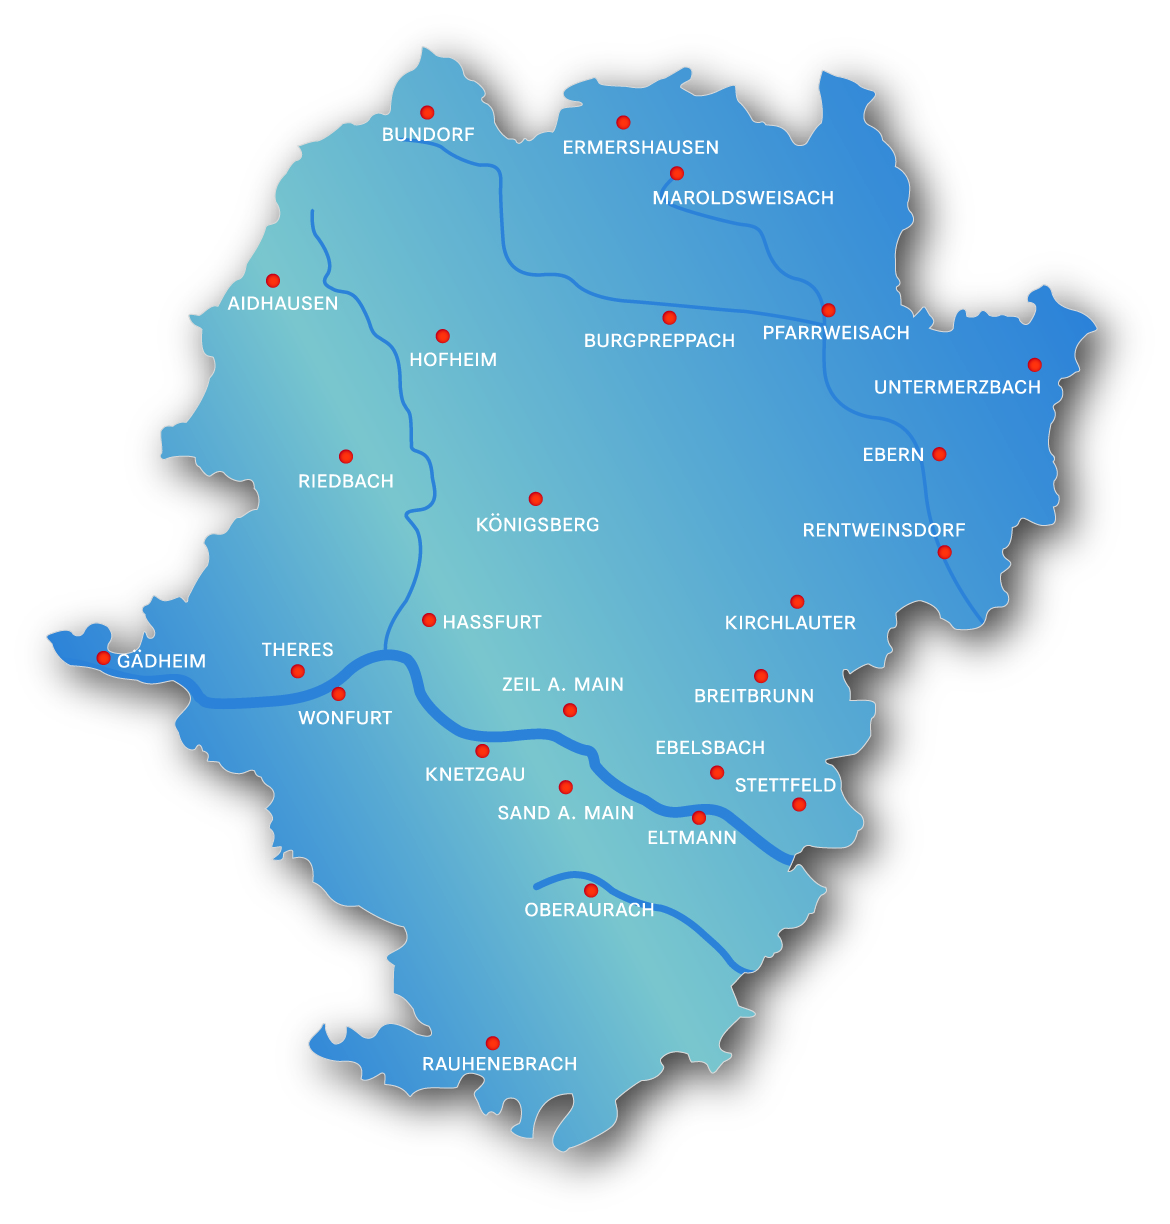 BUNDORF
ERMERSHAUSEN
MAROLDSWEISACH
AIDHAUSEN
PFARRWEISACH
BURGPREPPACH
HOFHEIM
UNTERMERZBACH
EBERN
RIEDBACH
KÖNIGSBERG
RENTWEINSDORF
HASSFURT
KIRCHLAUTER
THERES
GÄDHEIM
ZEIL A. MAIN
BREITBRUNN
WONFURT
EBELSBACH
KNETZGAU
STETTFELD
SAND A. MAIN
ELTMANN
OBERAURACH
RAUHENEBRACH